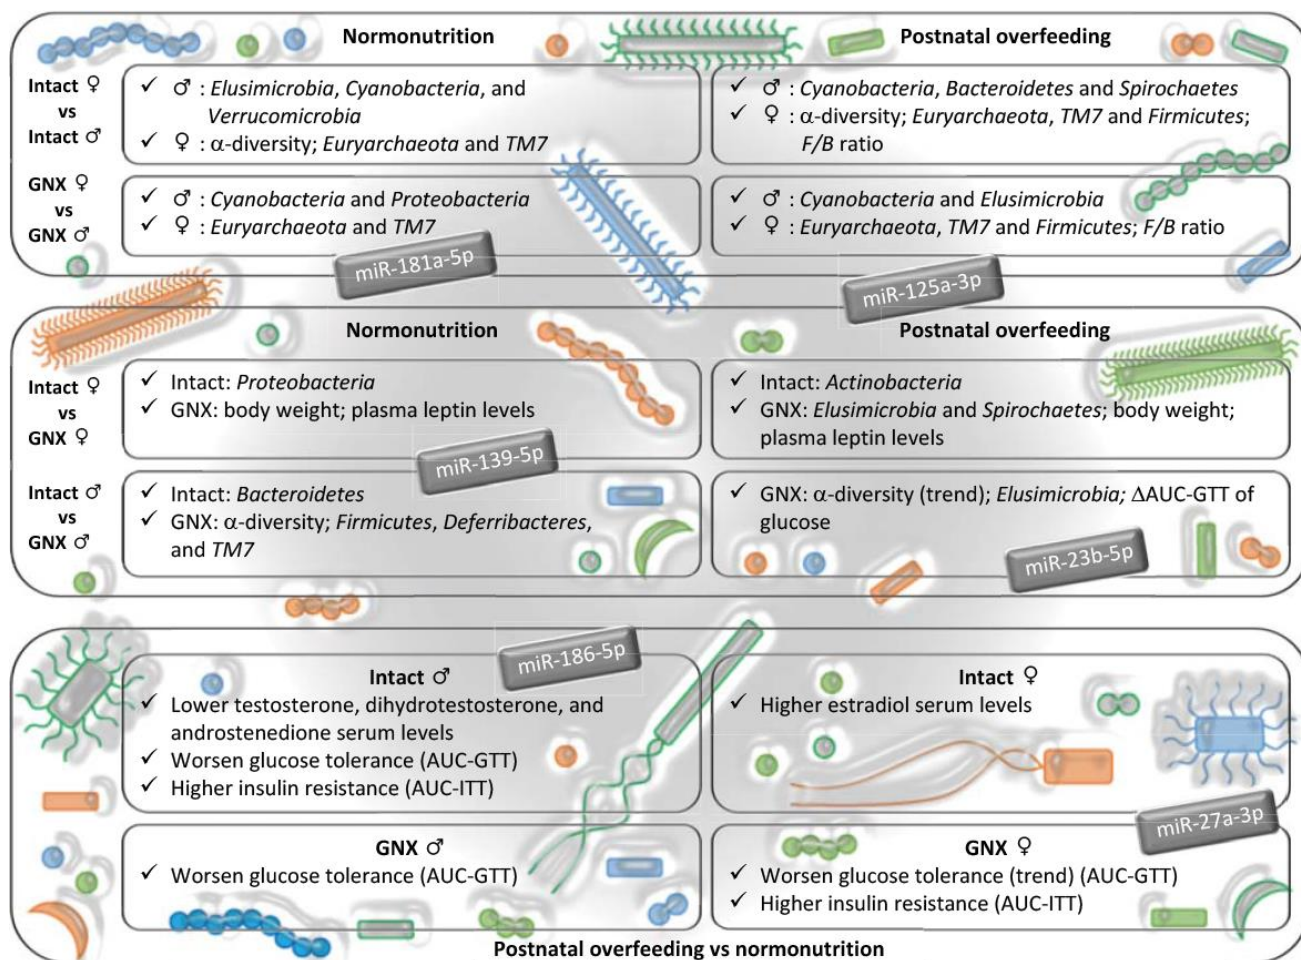 Normonutrition
Postnatal overfeeding
Intact ♀
vs
Intact ♂
✓ ♂ : Elusimicrobia, Cyanobacteria, and
Verrucomicrobia
✓ ♀ : α-diversity; Euryarchaeota and TM7
✓ ♂ : Cyanobacteria, Bacteroidetes and Spirochaetes
✓ ♀ : α-diversity; Euryarchaeota, TM7 and Firmicutes;
F/B ratio
GNX ♀
vs
GNX ♂
✓ ♂ : Cyanobacteria and Proteobacteria
✓ ♀ : Euryarchaeota and TM7
✓ ♂ : Cyanobacteria and Elusimicrobia
✓ ♀ : Euryarchaeota, TM7 and Firmicutes; F/B ratio
miR-181a-5p
miR-125a-3p
Normonutrition
Postnatal overfeeding
Intact ♀
vs
GNX ♀
✓ Intact: Proteobacteria
✓ GNX: body weight; plasma leptin levels
✓ Intact: Actinobacteria
✓ GNX: Elusimicrobia and Spirochaetes; body weight;
plasma leptin levels
miR-139-5p
Intact ♂
vs
GNX ♂
✓ Intact: Bacteroidetes
✓ GNX: α-diversity; Firmicutes, Deferribacteres,
and TM7
✓ GNX: α-diversity (trend); Elusimicrobia; ΔAUC-GTT of
glucose
miR-23b-5p
miR-186-5p
Intact ♂
✓ Lower testosterone, dihydrotestosterone, and
androstenedione serum levels
✓ Worsen glucose tolerance (AUC-GTT)
✓ Higher insulin resistance (AUC-ITT)
Intact ♀
✓ Higher estradiol serum levels
miR-27a-3p
GNX ♂
✓ Worsen glucose tolerance (AUC-GTT)
GNX ♀
✓ Worsen glucose tolerance (trend) (AUC-GTT)
✓ Higher insulin resistance (AUC-ITT)
Postnatal overfeeding vs normonutrition